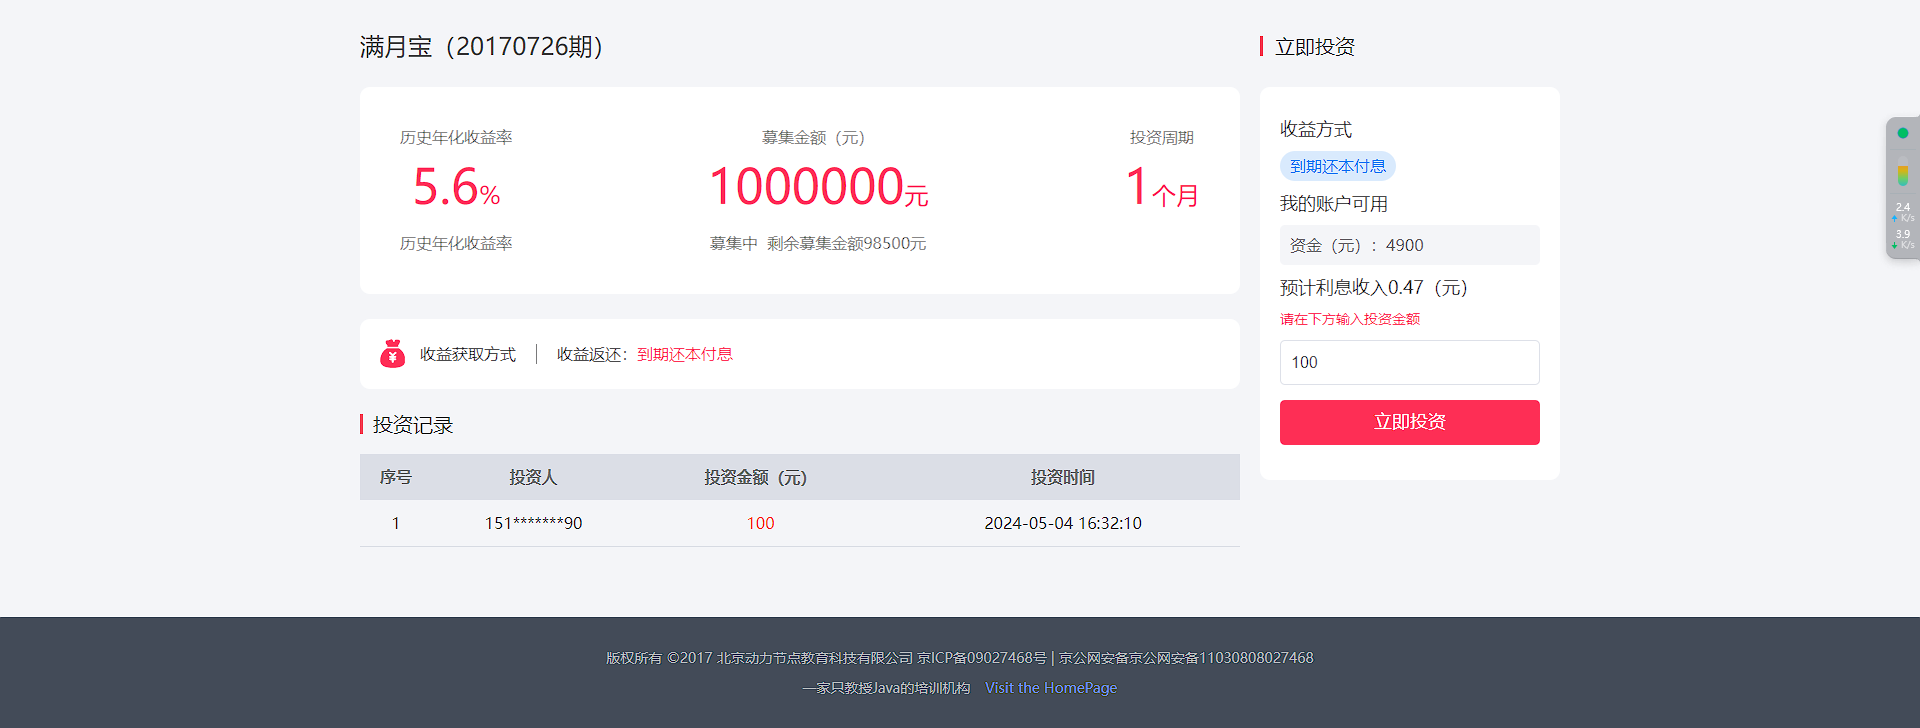 满月宝（20170726期）
历史年化收益率
5.6%
历史年化收益率
募集金额（元）
1000000元
募集中 剩余募集金额98500元
投资周期
1个月
¥ 收益获取方式 收益返还：到期还本付息
投资记录
序号 投资人 投资金额（元） 投资时间
1 151*******90 100 2024-05-04 16:32:10
立即投资
收益方式
到期还本付息
我的账户可用
资金（元）：4900
预计利息收入0.47（元）
请在下方输入投资金额
100
立即投资
2.4
K/s
3.9
K/s
版权所有 ©2017 北京动力节点教育科技有限公司 京ICP备09027468号 | 京公网安备京公网安备11030808027468
一家只教授Java的培训机构 Visit the HomePage